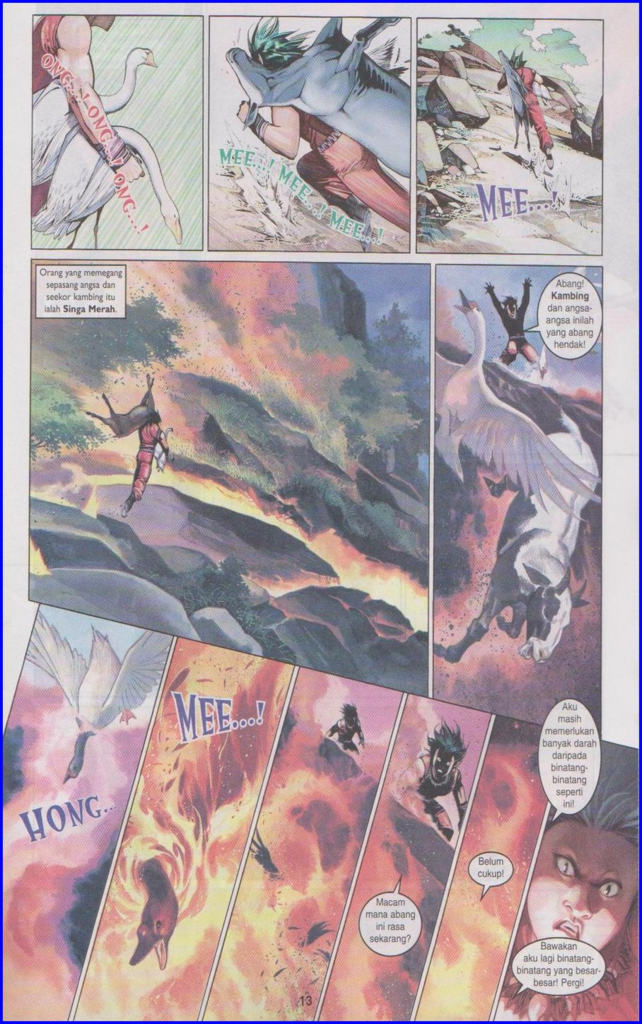 ONG...!-ONG...!-ONG...!
MEE...! MEE...! MEE...!
MEE...!
Orang yang memegang
sepasang angsa dan
seekor kambing itu
ialah Singa Merah.
Abang!
Kambing
dan angsa-
angsa inilah
yang abang
hendak!
HONG...
MEE...!
Macam
mana abang
ini rasa
sekarang?
Belum
cukup!
Aku
masih
memerlukan
banyak darah
daripada
binatang-
binatang
seperti
ini!
Bawakan
aku lagi binatang-
binatang yang besar-
besar! Pergi!
13